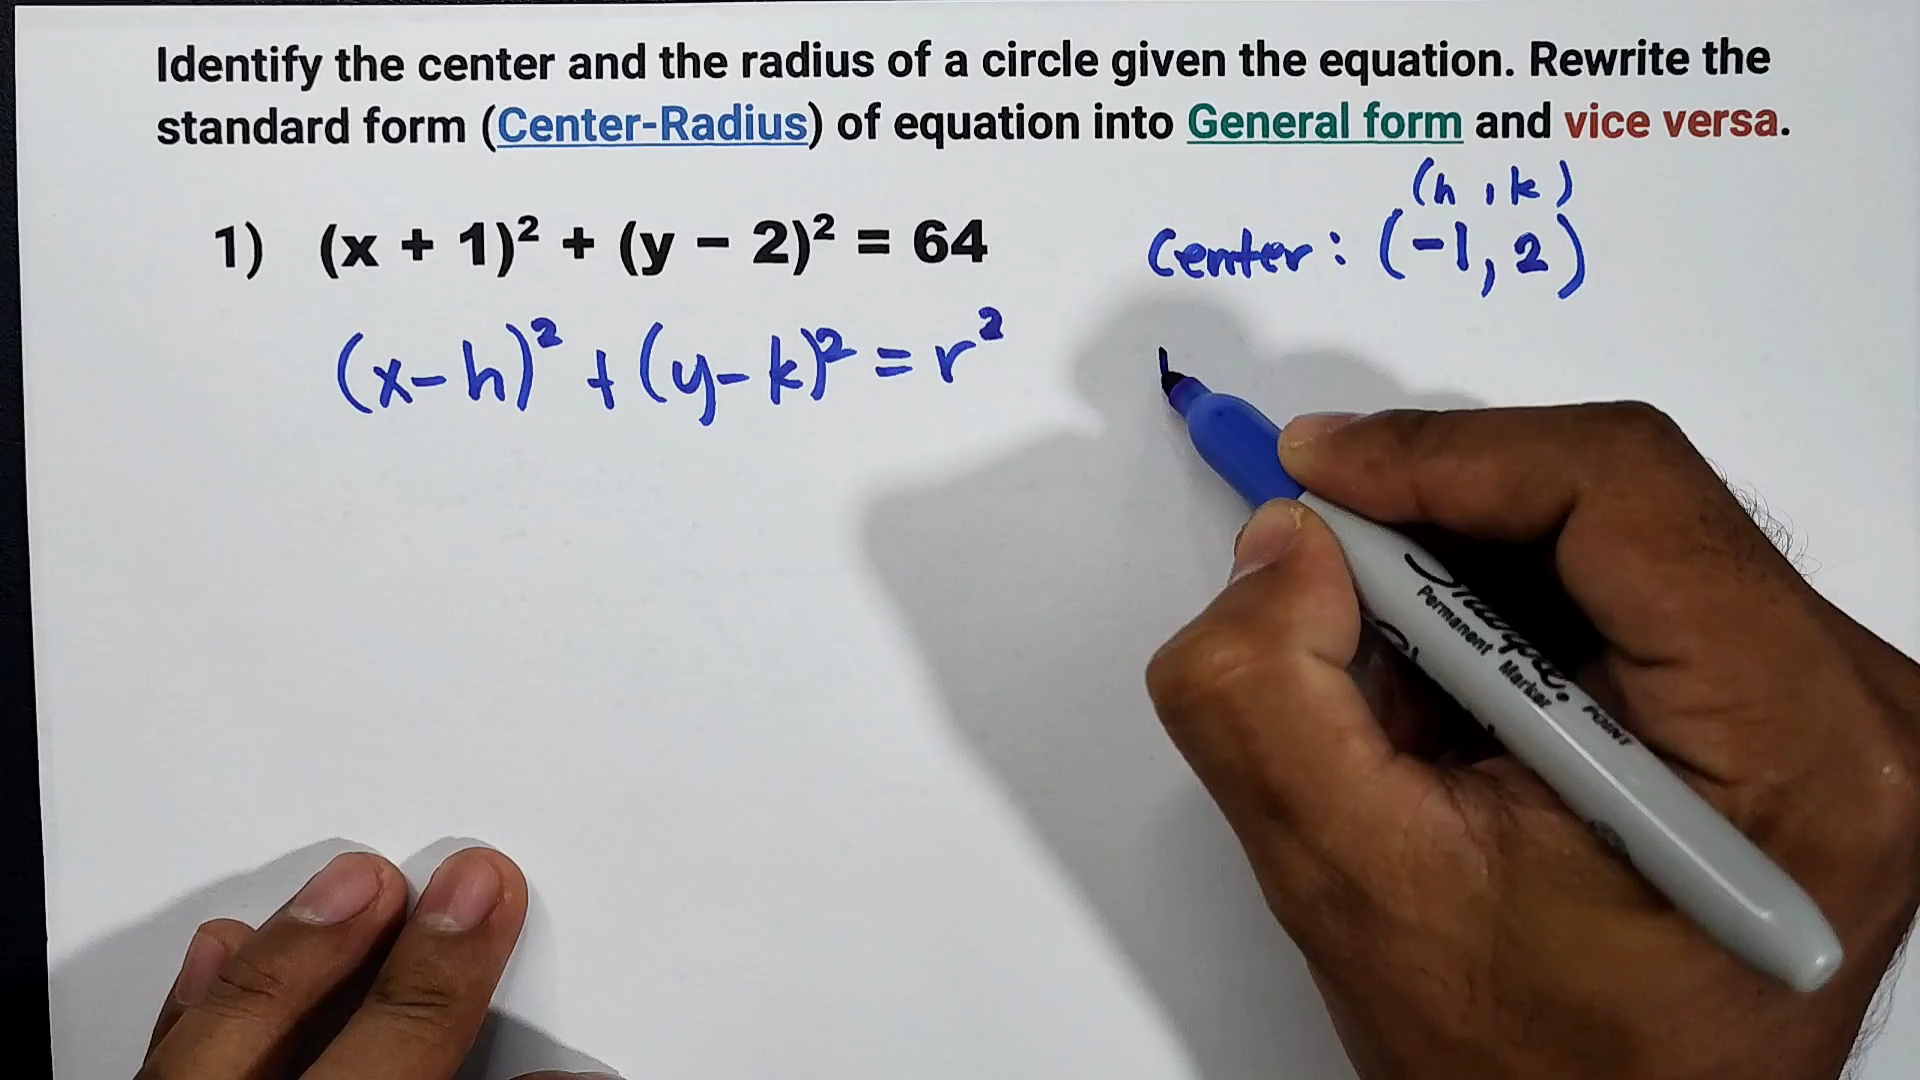 Identify the center and the radius of a circle given the equation. Rewrite the
standard form (Center-Radius) of equation into General form and vice versa.
(h , k)
1) (x + 1)² + (y − 2)² = 64
Center: (-1, 2)
(x-h)² + (y-k)² = r²
Permanent Marker
POINT